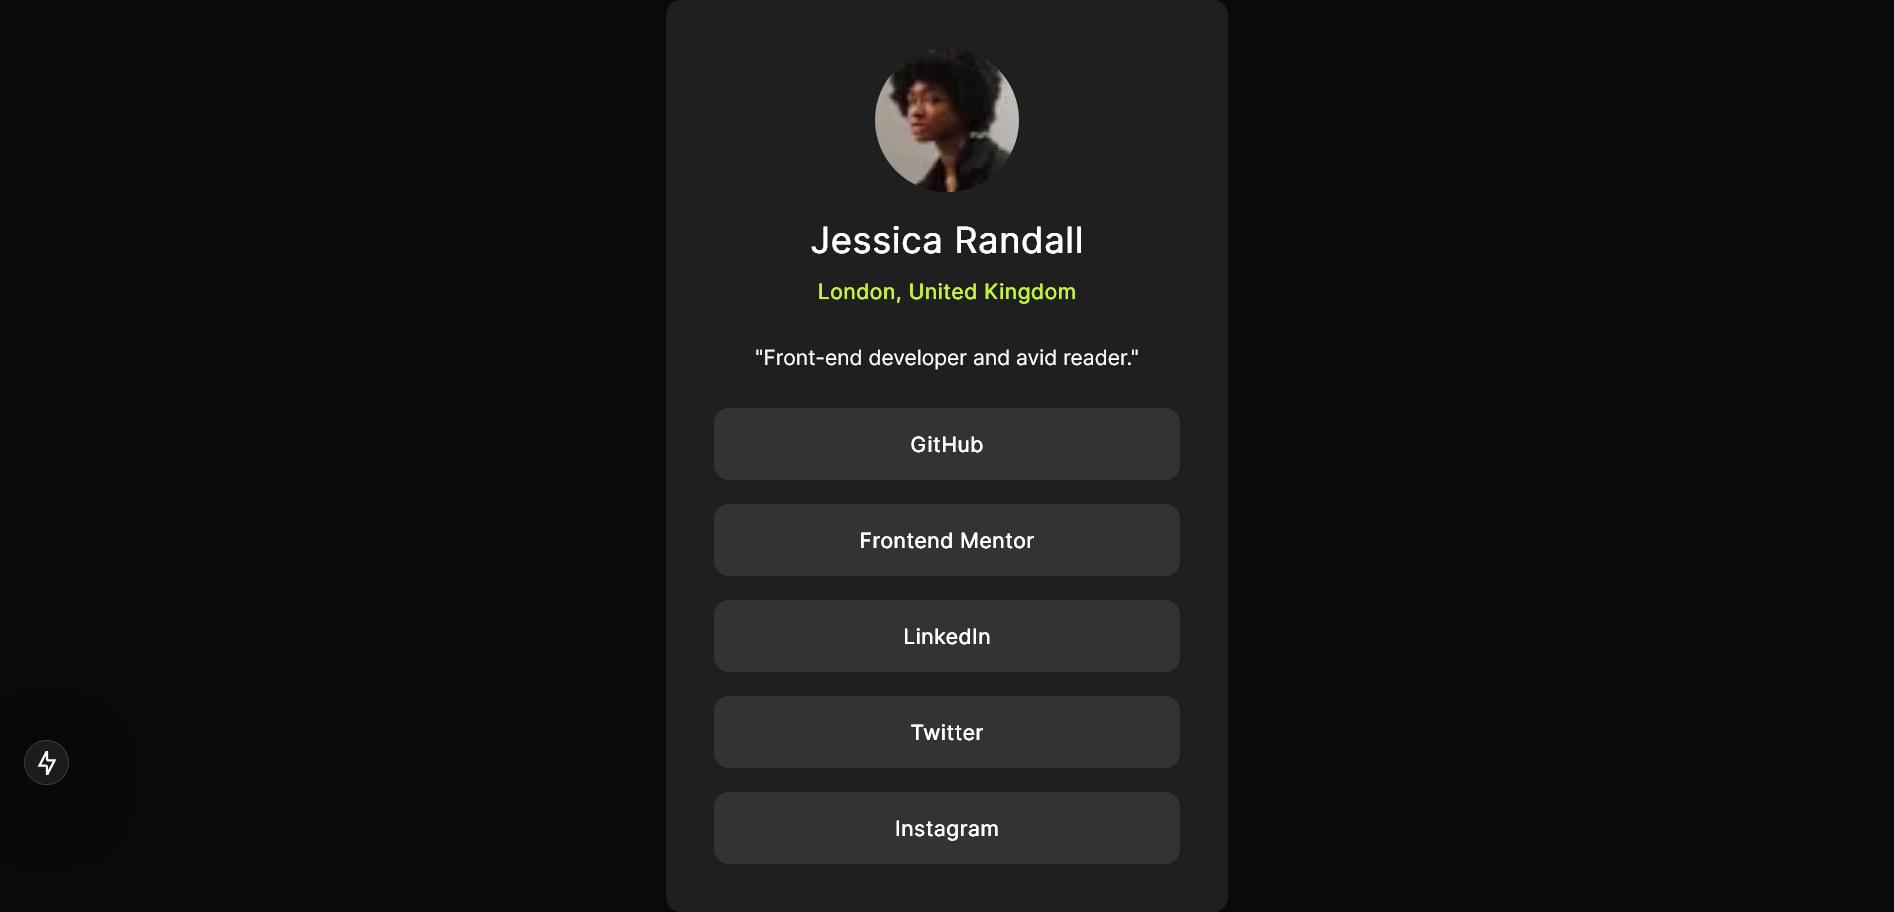 Jessica Randall
London, United Kingdom
"Front-end developer and avid reader."
GitHub
Frontend Mentor
LinkedIn
Twitter
Instagram